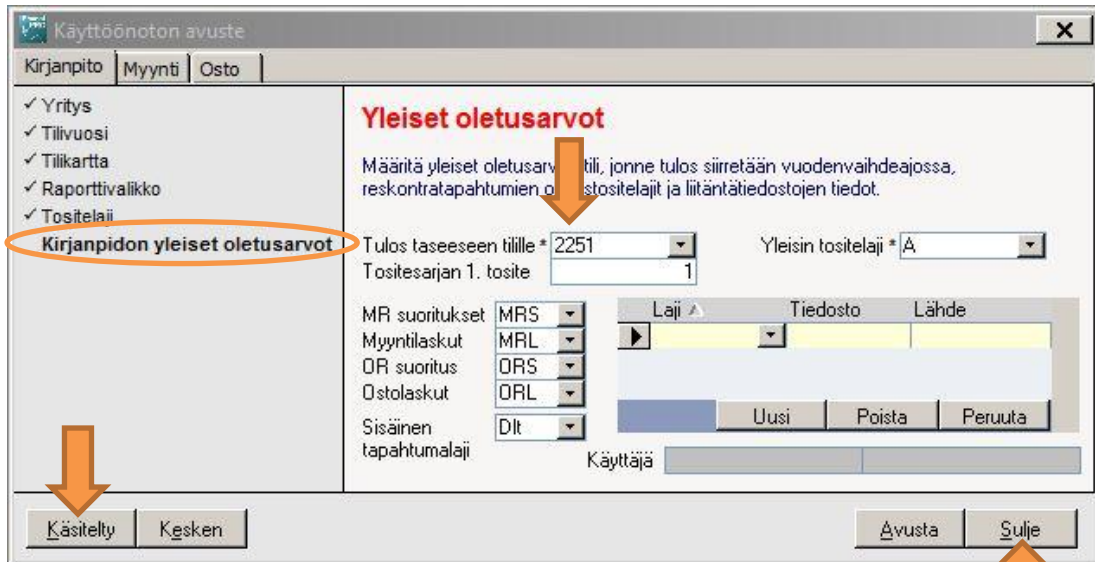 Käyttöönoton avuste
Kirjanpito Myynti Osto
✓ Yritys
✓ Tilivuosi
✓ Tilikartta
✓ Raporttivalikko
✓ Tositelaji
Kirjanpidon yleiset oletusarvot
Yleiset oletusarvot
Määritä yleiset tili, jonne tulos siirretään vuodenvaihdeajossa,
reskontratapahtumien ja liitäntätiedostojen tiedot.
Tulos taseeseen tilille * 2251 Yleisin tositelaji * A
Tositesarjan 1. tosite 1
MR suoritukset MRS
Myyntilaskut MRL
OR suoritus ORS
Ostolaskut ORL
Sisäinen tapahtumalaji Dlt
Laji Tiedosto Lähde
Uusi Poista Peruuta
Käyttäjä
Käsitelty Kesken Avusta Sulje